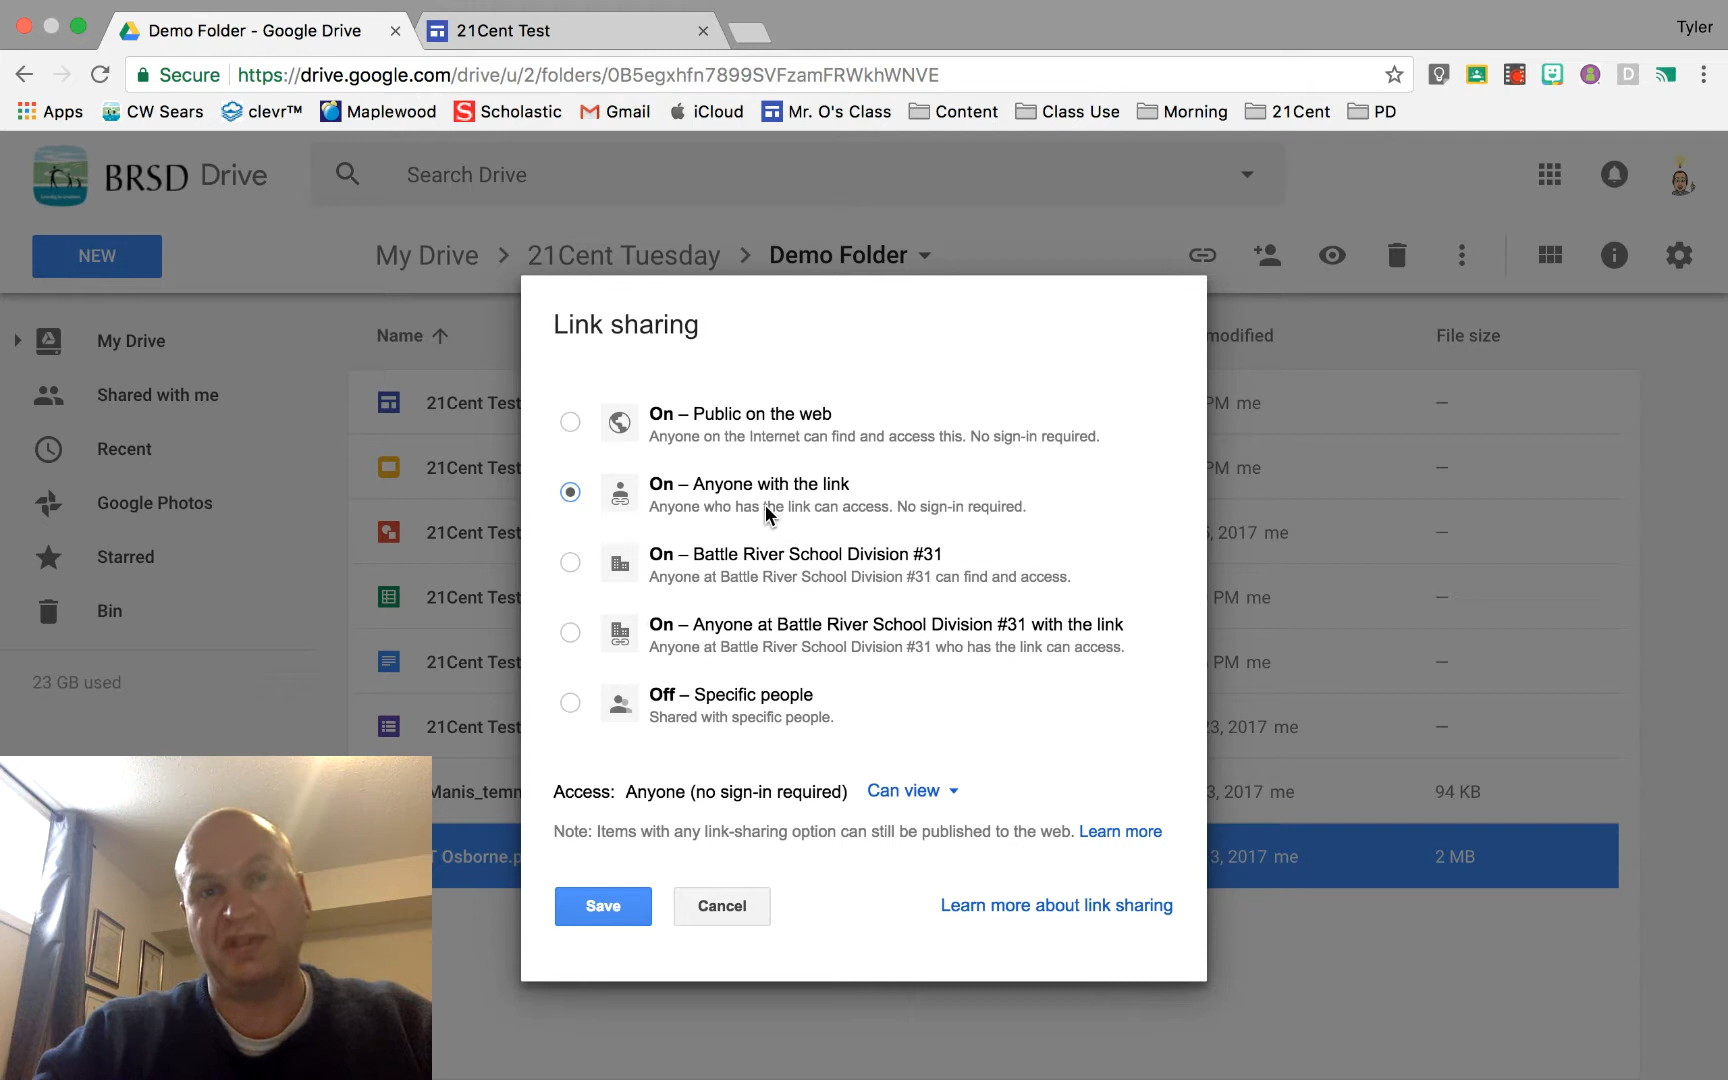 Demo Folder - Google Drive
21Cent Test
Tyler
Secure https://drive.google.com/drive/u/2/folders/0B5egxhfn7899SVFzamFRWkhWNVE
Apps CW Sears clevr™ Maplewood Scholastic Gmail iCloud Mr. O's Class Content Class Use Morning 21Cent PD
BRSD Drive
Search Drive
NEW
My Drive > 21Cent Tuesday > Demo Folder
Name
modified
File size
My Drive
Shared with me
Recent
Google Photos
Starred
Bin
23 GB used
21Cent Test
PM me
—
21Cent Test
PM me
—
21Cent Test
, 2017 me
—
21Cent Test
PM me
—
21Cent Test
PM me
—
21Cent Test
23, 2017 me
—
Manis_temn
3, 2017 me
94 KB
T Osborne.p
3, 2017 me
2 MB
Link sharing
On – Public on the web
Anyone on the Internet can find and access this. No sign-in required.
On – Anyone with the link
Anyone who has the link can access. No sign-in required.
On – Battle River School Division #31
Anyone at Battle River School Division #31 can find and access.
On – Anyone at Battle River School Division #31 with the link
Anyone at Battle River School Division #31 who has the link can access.
Off – Specific people
Shared with specific people.
Access: Anyone (no sign-in required) Can view
Note: Items with any link-sharing option can still be published to the web. Learn more
Save
Cancel
Learn more about link sharing